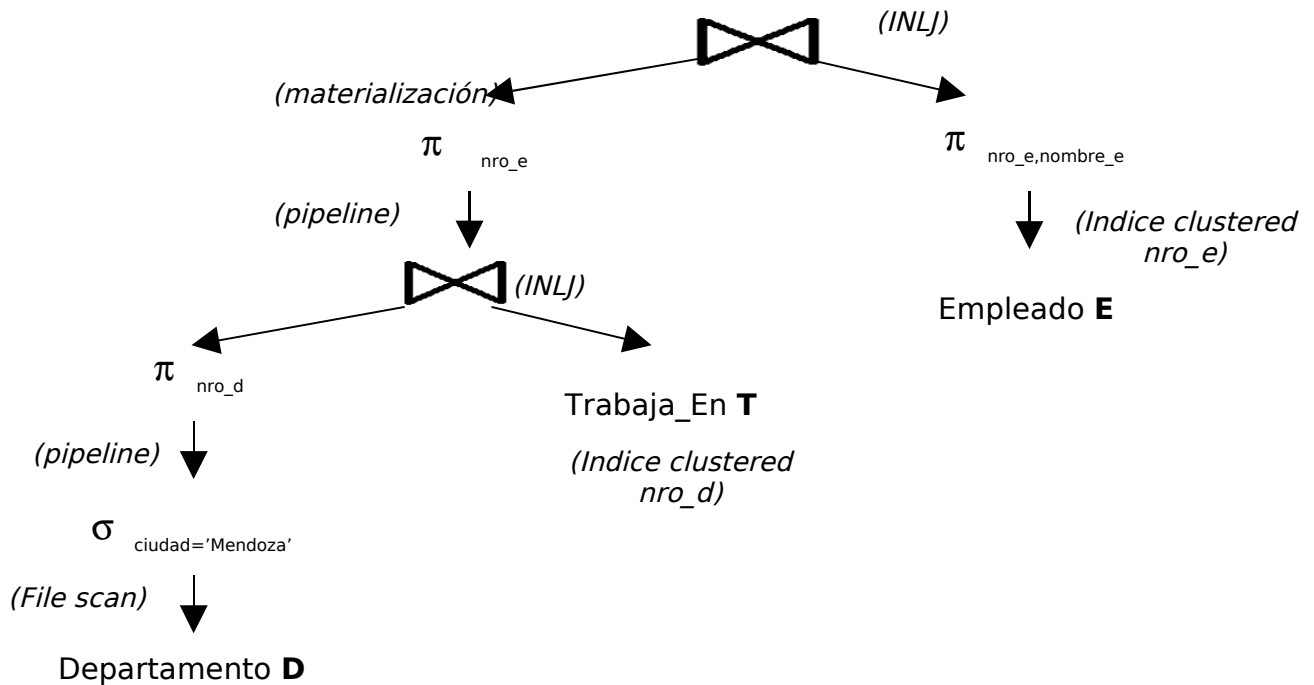 (INLJ)
(materialización)
π nro_e
π nro_e,nombre_e
(pipeline)
(Indice clustered
nro_e)
(INLJ)
Empleado E
π nro_d
Trabaja_En T
(pipeline)
(Indice clustered
nro_d)
σ ciudad=’Mendoza’
(File scan)
Departamento D